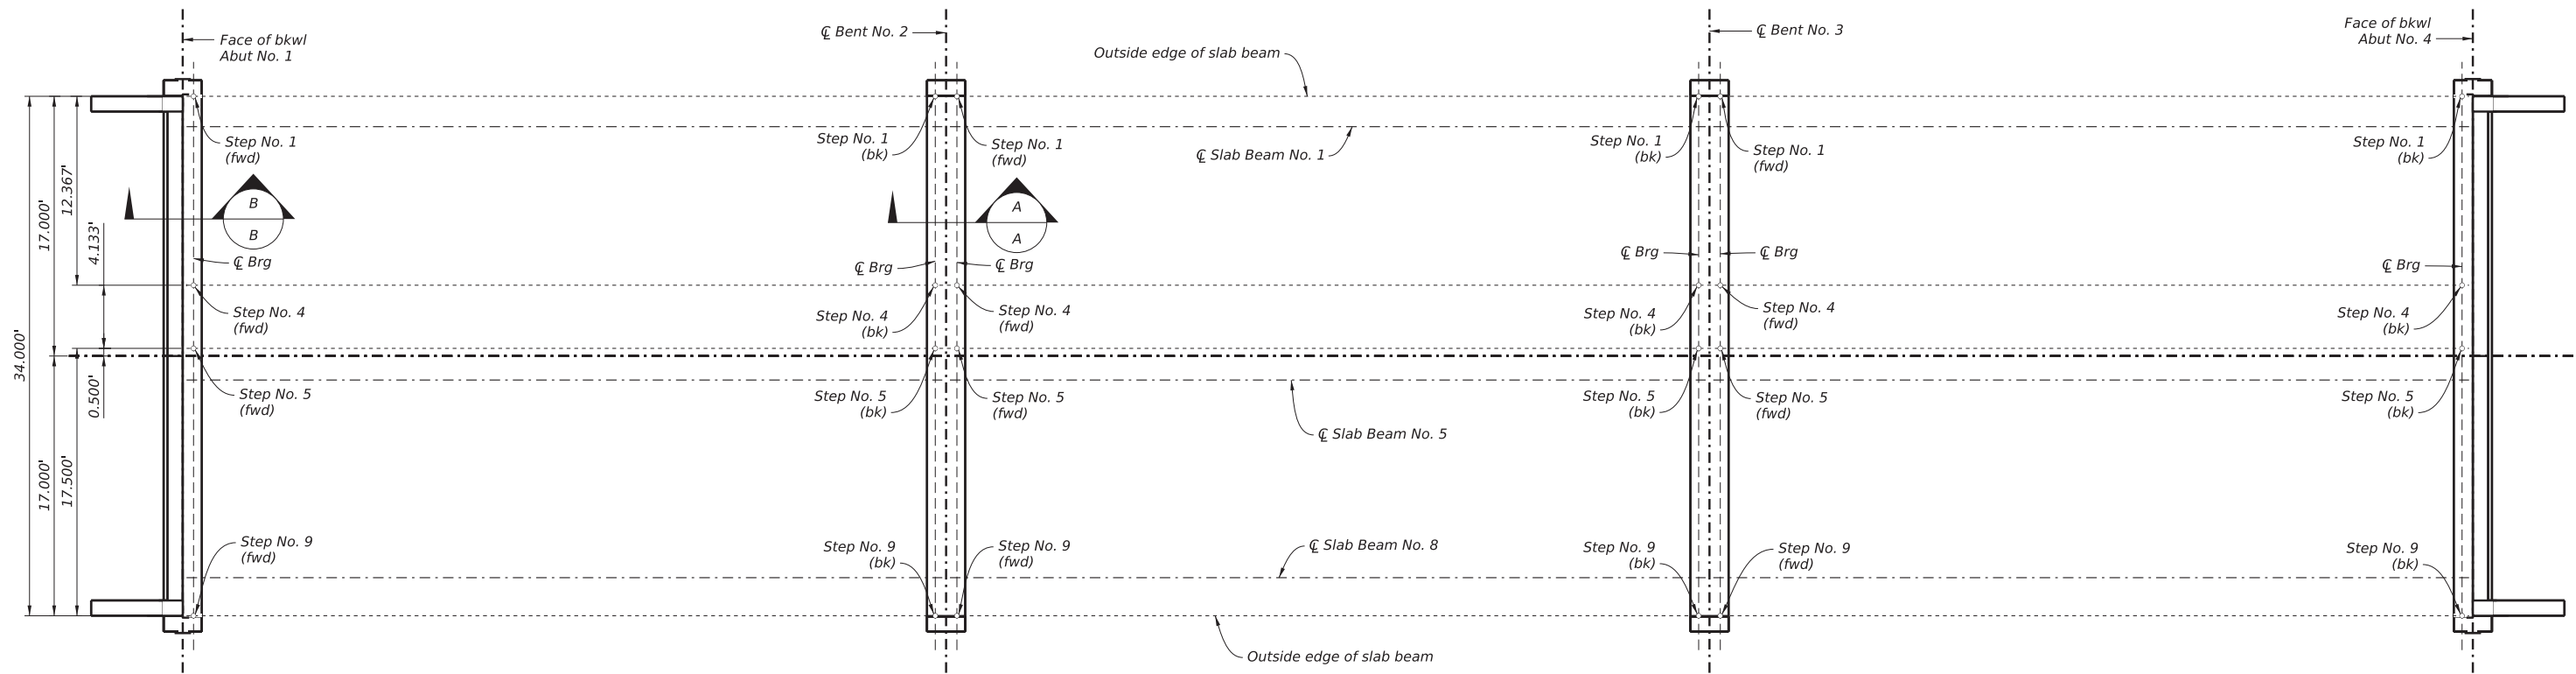 Face of bkwl
Abut No. 1
℄ Bent No. 2
Outside edge of slab beam
℄ Bent No. 3
Face of bkwl
Abut No. 4
Step No. 1
(fwd)
Step No. 1
(bk)
Step No. 1
(fwd)
℄ Slab Beam No. 1
Step No. 1
(bk)
Step No. 1
(fwd)
Step No. 1
(bk)
34.000'
17.000'
12.367'
4.133'
0.500'
17.000'
17.500'
B
B
A
A
℄ Brg
℄ Brg
℄ Brg
℄ Brg
℄ Brg
℄ Brg
Step No. 4
(fwd)
Step No. 4
(bk)
Step No. 4
(fwd)
Step No. 4
(bk)
Step No. 4
(fwd)
Step No. 4
(bk)
Step No. 5
(fwd)
Step No. 5
(bk)
Step No. 5
(fwd)
℄ Slab Beam No. 5
Step No. 5
(bk)
Step No. 5
(fwd)
Step No. 5
(bk)
Step No. 9
(fwd)
Step No. 9
(bk)
Step No. 9
(fwd)
℄ Slab Beam No. 8
Step No. 9
(bk)
Step No. 9
(fwd)
Step No. 9
(bk)
Outside edge of slab beam